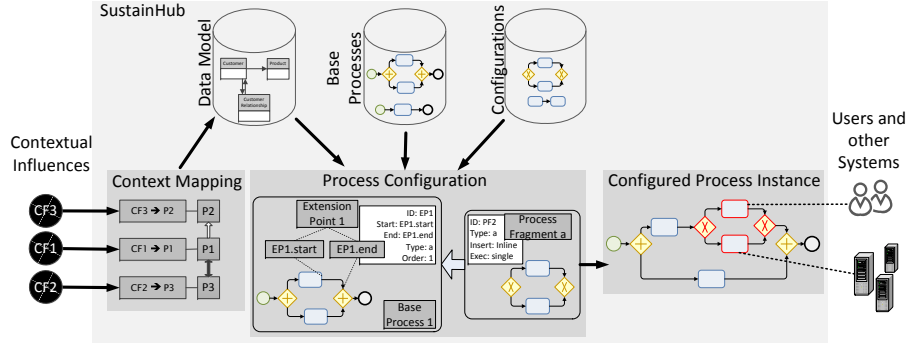 SustainHub
Data Model
Customer
Product
Customer
Relationship
Base
Processes
Configurations
Contextual
Influences
Users and
other
Systems
Context Mapping
Process Configuration
Configured Process Instance
CF3
CF3 → P2
P2
CF1
CF1 → P1
P1
CF2
CF2 → P3
P3
Extension
Point 1
EP1.start
EP1.end
ID: EP1
Start: EP1.start
End: EP1.end
Type: a
Order: 1
Base
Process 1
ID: PF2
Type: a
Insert: Inline
Exec: single
Process
Fragment a